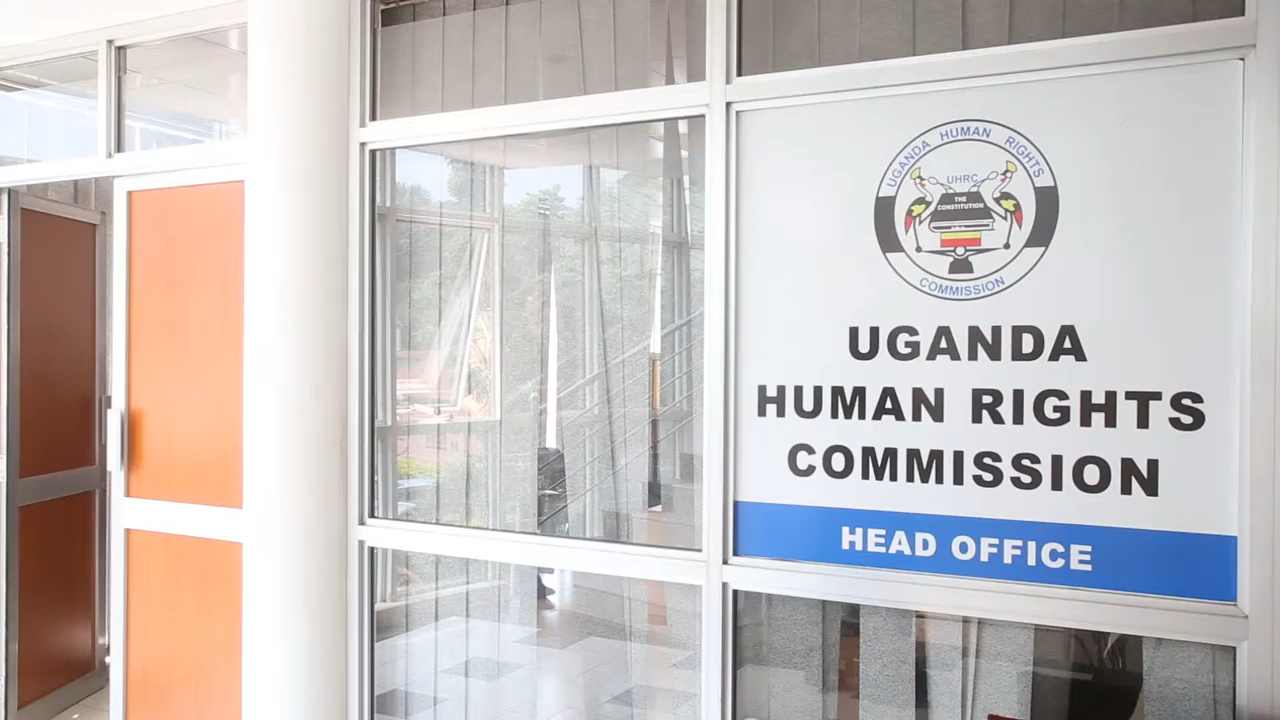 UGANDA HUMAN RIGHTS
UHRC
THE
CONSTITUTION
COMMISSION
UGANDA
HUMAN RIGHTS
COMMISSION
HEAD OFFICE